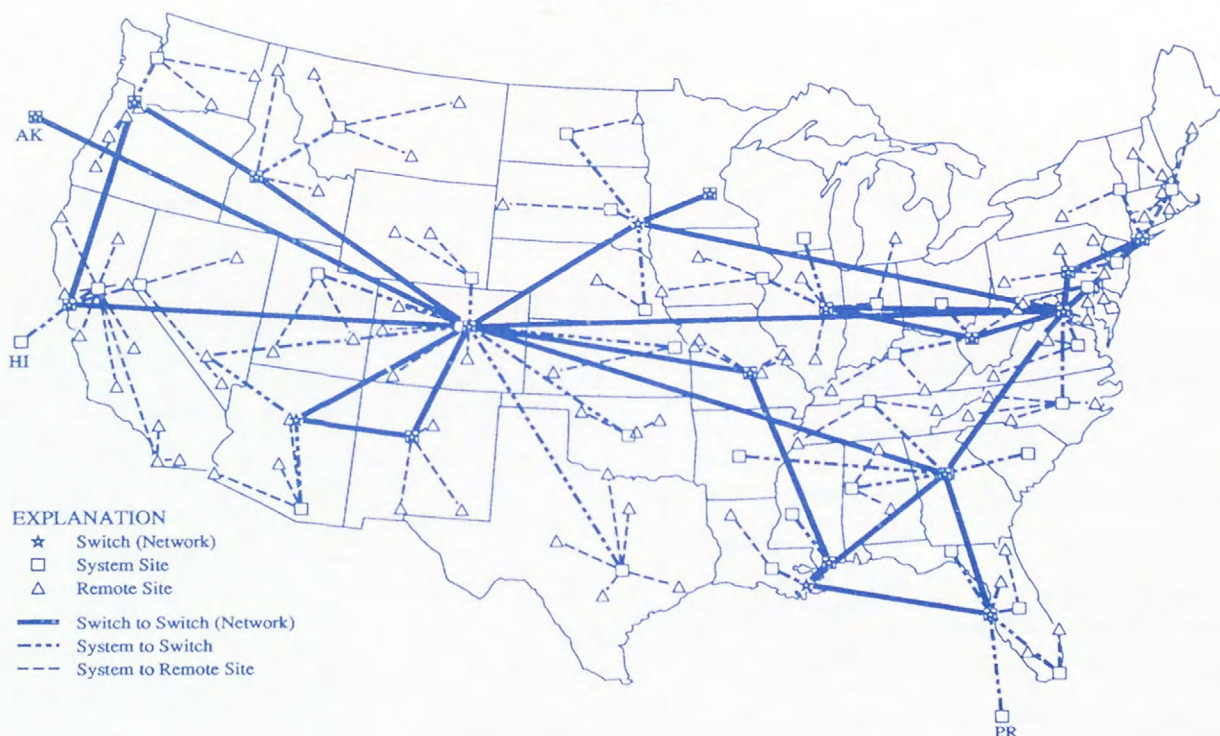 AK
HI
EXPLANATION
Switch (Network)
System Site
Remote Site
Switch to Switch (Network)
System to Switch
System to Remote Site
PR